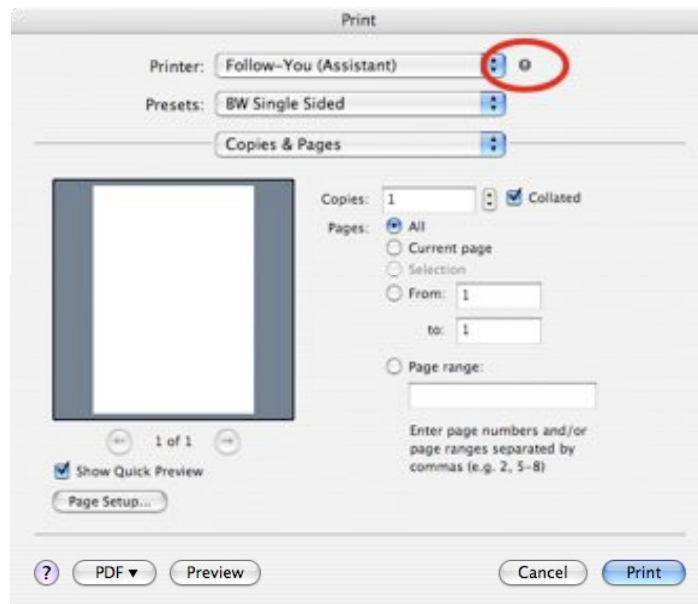 Print
Printer: Follow-You (Assistant)
Presets: BW Single Sided
Copies & Pages
Copies: 1 Collated
Pages: All
Current page
Selection
From: 1
to: 1
Page range:
Enter page numbers and/or
page ranges separated by
commas (e.g. 2, 5-8)
1 of 1
Show Quick Preview
Page Setup...
? PDF▼ Preview Cancel Print